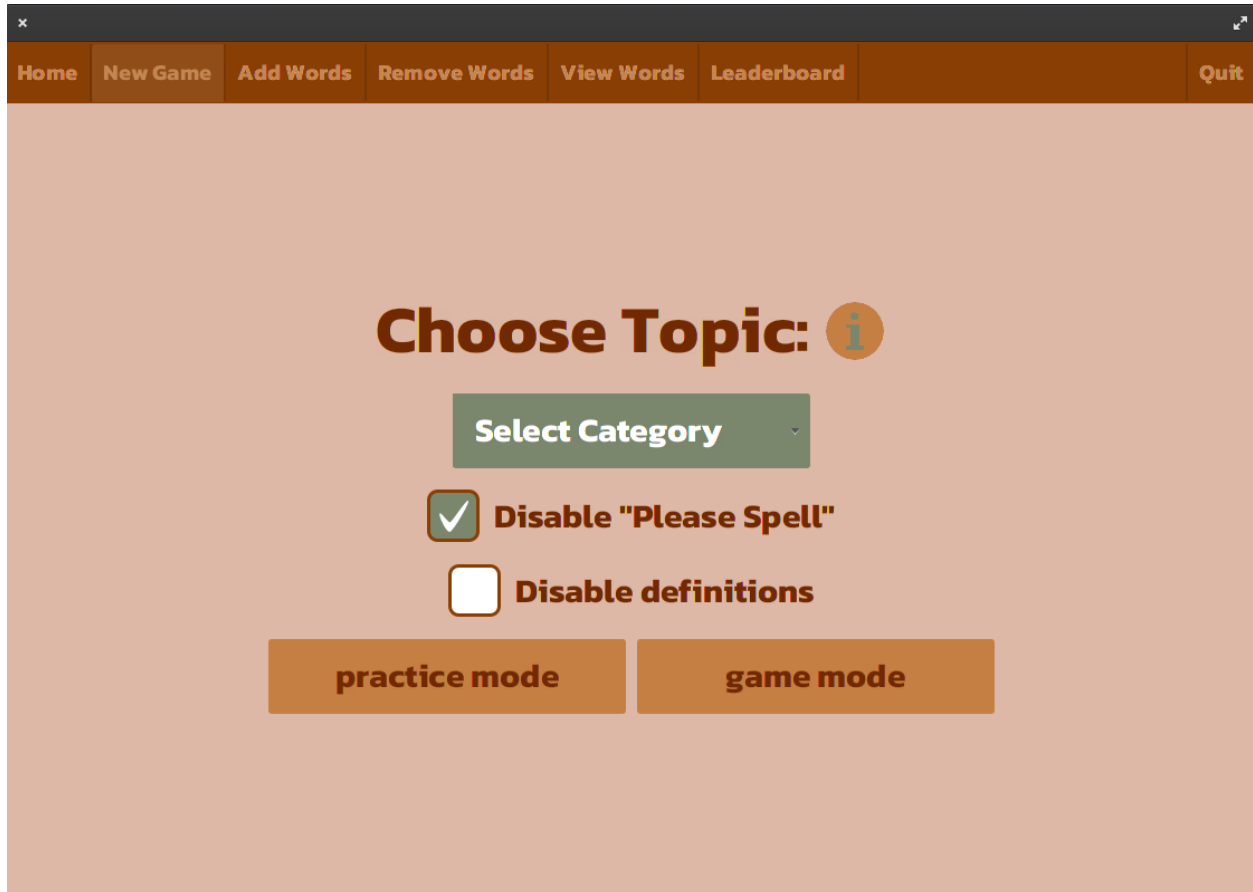 Home New Game Add Words Remove Words View Words Leaderboard Quit
Choose Topic: i
Select Category
Disable "Please Spell"
Disable definitions
practice mode game mode